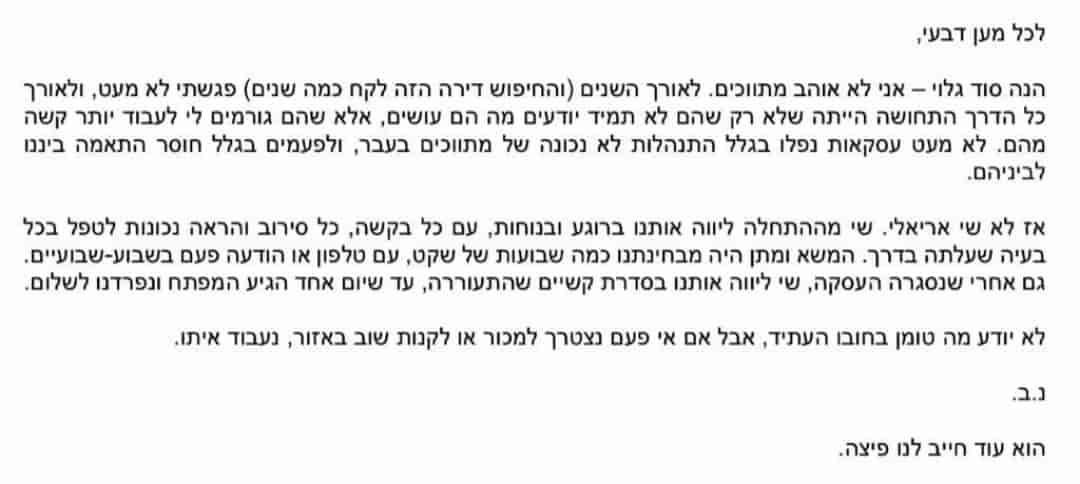 לכל מען דבעי,
הנה סוד גלוי – אני לא אוהב מתווכים. לאורך השנים (והחיפוש דירה הזה לקח כמה שנים) פגשתי לא מעט, ולאורך
כל הדרך התחושה הייתה שלא רק שהם לא תמיד יודעים מה הם עושים, אלא שהם גורמים לי לעבוד יותר קשה
מהם. לא מעט עסקאות נפלו בגלל התנהלות לא נכונה של מתווכים בעבר, ולפעמים בגלל חוסר התאמה ביננו
לביניהם.
אז לא שי אריאלי. שי מההתחלה ליווה אותנו ברוגע ובנוחות, עם כל בקשה, כל סירוב והראה נכונות לטפל בכל
בעיה שעלתה בדרך. המשא ומתן היה מבחינתנו כמה שבועות של שקט, עם טלפון או הודעה פעם בשבוע-שבועיים.
גם אחרי שנסגרה העסקה, שי ליווה אותנו בסדרת קשיים שהתעוררה, עד שיום אחד הגיע המפתח ונפרדנו לשלום.
לא יודע מה טומן בחובו העתיד, אבל אם אי פעם נצטרך למכור או לקנות שוב באזור, נעבוד איתו.
נ.ב.
הוא עוד חייב לנו פיצה.